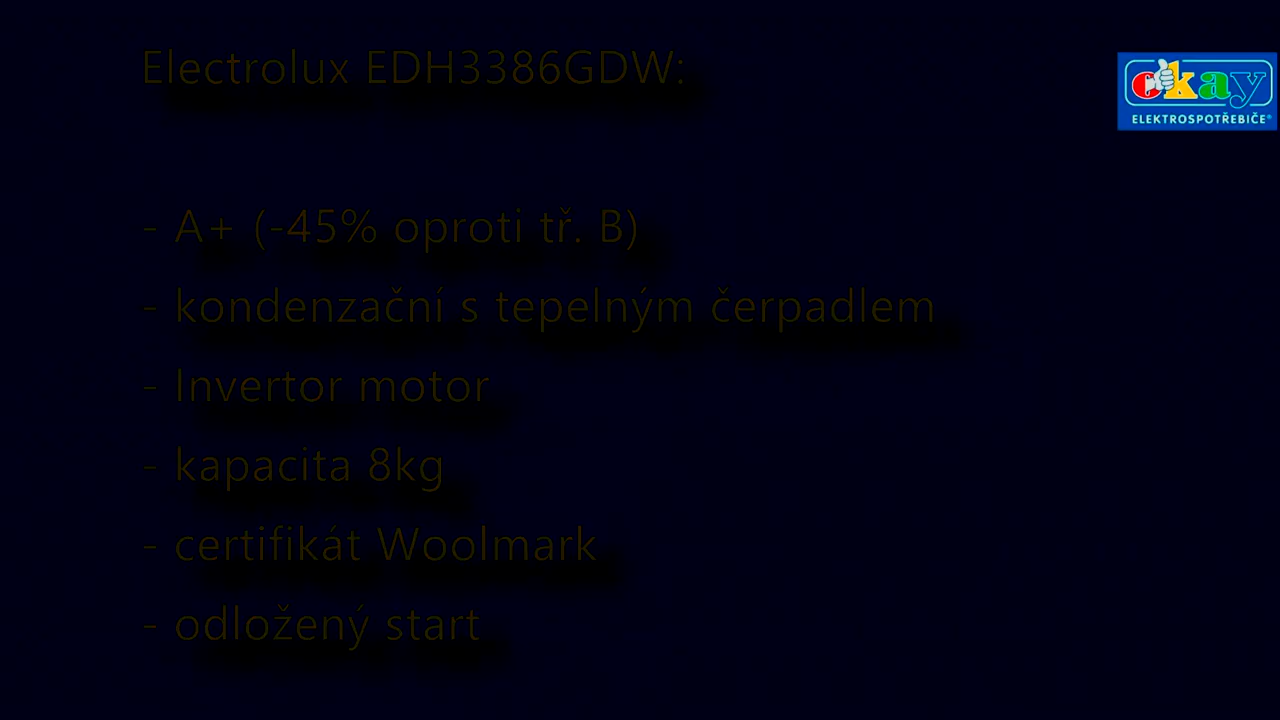 Electrolux EDH3386GDW:
okay
ELEKTROSPOTŘEBIČE®
- A+ (-45% oproti tř. B)
- kondenzační s tepelným čerpadlem
- Invertor motor
- kapacita 8kg
- certifikát Woolmark
- odložený start